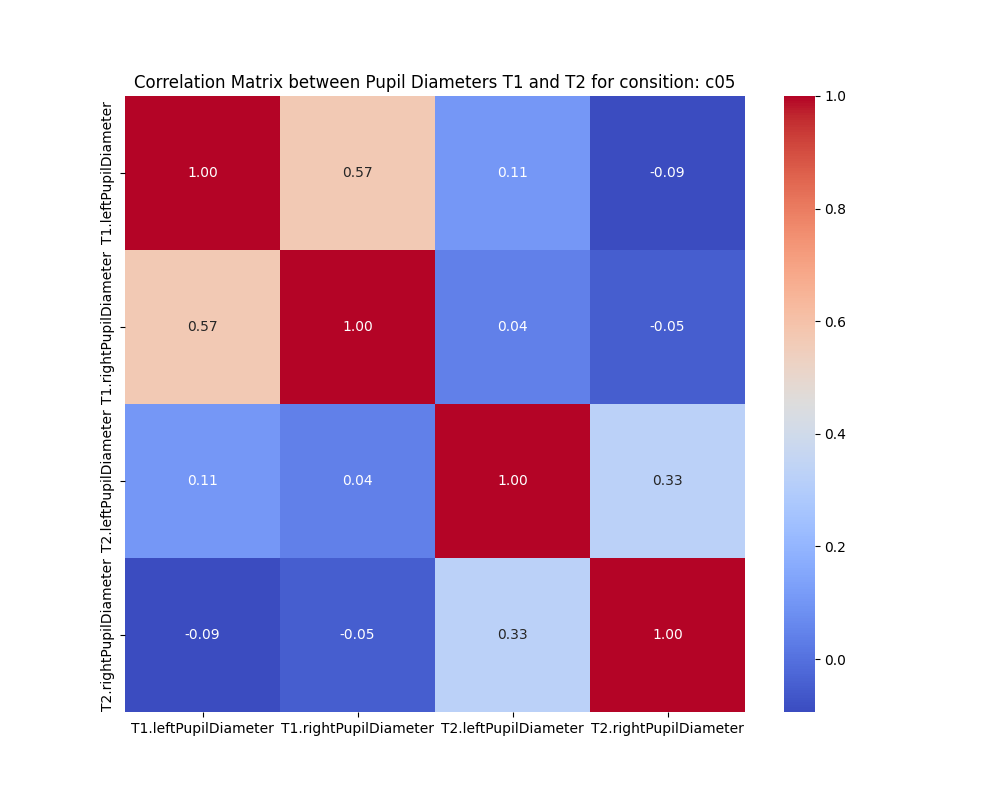 Correlation Matrix between Pupil Diameters T1 and T2 for consition: c05
T1.leftPupilDiameter
1.00 0.57 0.11 -0.09
T1.rightPupilDiameter
0.57 1.00 0.04 -0.05
T2.leftPupilDiameter
0.11 0.04 1.00 0.33
T2.rightPupilDiameter
-0.09 -0.05 0.33 1.00
T1.leftPupilDiameter T1.rightPupilDiameter T2.leftPupilDiameter T2.rightPupilDiameter
1.0
0.8
0.6
0.4
0.2
0.0